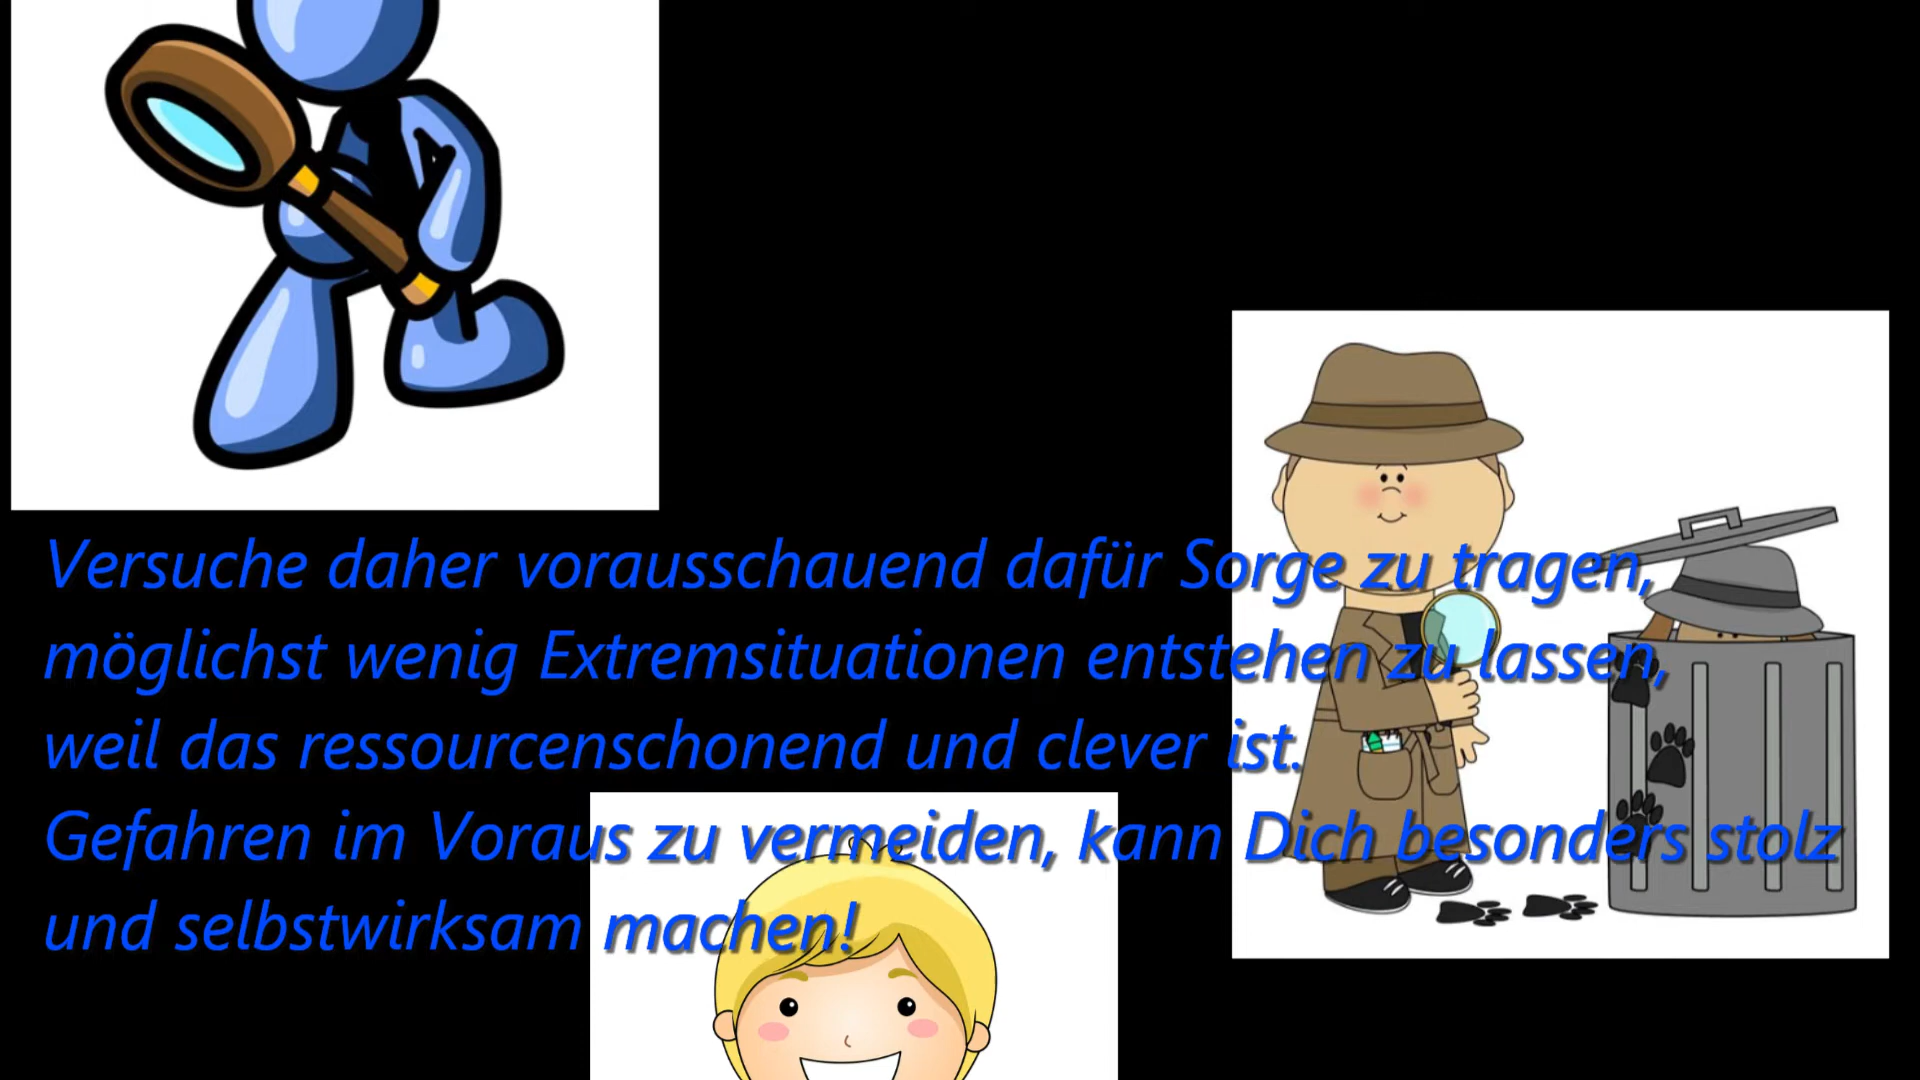 Versuche daher vorausschauend dafür Sorge zu tragen,
möglichst wenig Extremsituationen entstehen zu lassen,
weil das ressourcenschonend und clever ist.
Gefahren im Voraus zu vermeiden, kann Dich besonders stolz
und selbstwirksam machen!